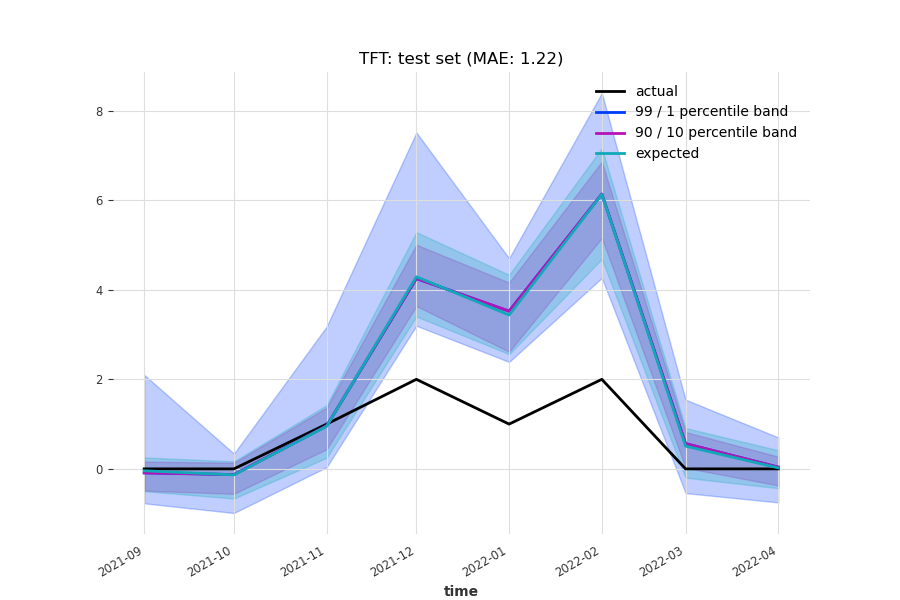 TFT: test set (MAE: 1.22)
actual
99 / 1 percentile band
90 / 10 percentile band
expected
8
6
4
2
0
2021-09
2021-10
2021-11
2021-12
2022-01
2022-02
2022-03
2022-04
time